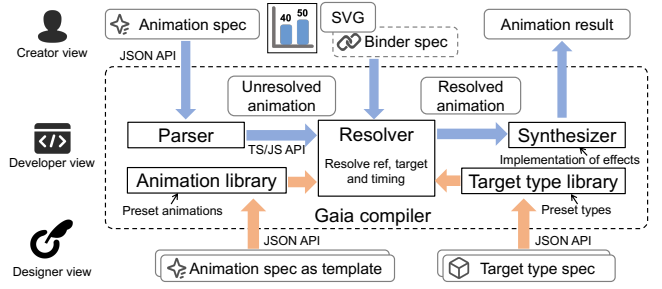 Creator view
Animation spec
40
50
SVG
Binder spec
Animation result
JSON API
Unresolved
animation
Resolved
animation
Developer view
Parser
TS/JS API
Resolver
Resolve ref, target
and timing
Synthesizer
Implementation of effects
Animation library
Preset animations
Target type library
Preset types
Gaia compiler
JSON API
JSON API
Designer view
Animation spec as template
Target type spec